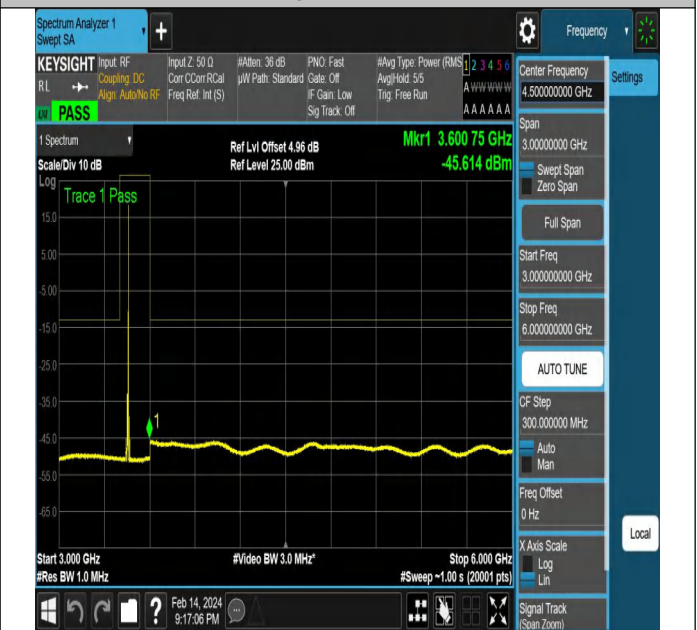 Spectrum Analyzer 1
Swept SA
+
Frequency
KEYSIGHT
RL
PASS
Input: RF
Coupling: DC
Align: Auto/No RF
Input Z: 50 Ω
Corr CCorr RCal
Freq Ref: Int (S)
#Atten: 36 dB
µW Path: Standard
PNO: Fast
Gate: Off
IF Gain: Low
Sig Track: Off
#Avg Type: Power (RMS
Avg|Hold: 5/5
Trig: Free Run
1 2 3 4 5 6
A W W W W W
A A A A A A
Center Frequency
4.500000000 GHz
Settings
Span
3.00000000 GHz
Swept Span
Zero Span
Full Span
Start Freq
3.000000000 GHz
Stop Freq
6.000000000 GHz
AUTO TUNE
CF Step
300.000000 MHz
Auto
Man
Freq Offset
0 Hz
X Axis Scale
Log
Lin
Signal Track
(Span Zoom)
Local
1 Spectrum
Scale/Div 10 dB
Ref Lvl Offset 4.96 dB
Ref Level 25.00 dBm
Mkr1 3.600 75 GHz
-45.614 dBm
Log
Trace 1 Pass
15.0
5.00
-5.00
-15.0
-25.0
-35.0
-45.0
-55.0
-65.0
1
Start 3.000 GHz
#Res BW 1.0 MHz
#Video BW 3.0 MHz*
Stop 6.000 GHz
#Sweep ~1.00 s (20001 pts)
?
Feb 14, 2024
9:17:06 PM